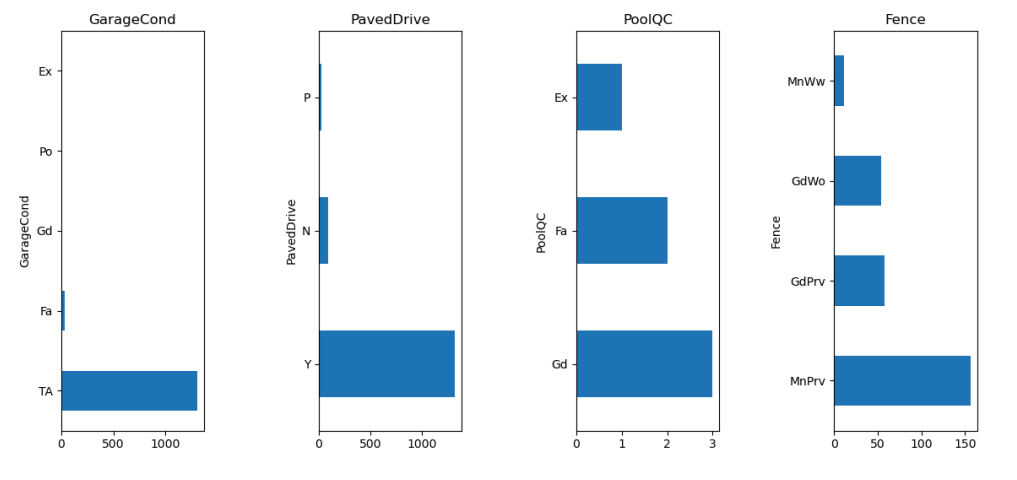 GarageCond
PavedDrive
PoolQC
Fence
GarageCond
Ex
Po
Gd
Fa
TA
0 500 1000
PavedDrive
P
N
Y
0 500 1000
PoolQC
Ex
Fa
Gd
0 1 2 3
Fence
MnWw
GdWo
GdPrv
MnPrv
0 50 100 150